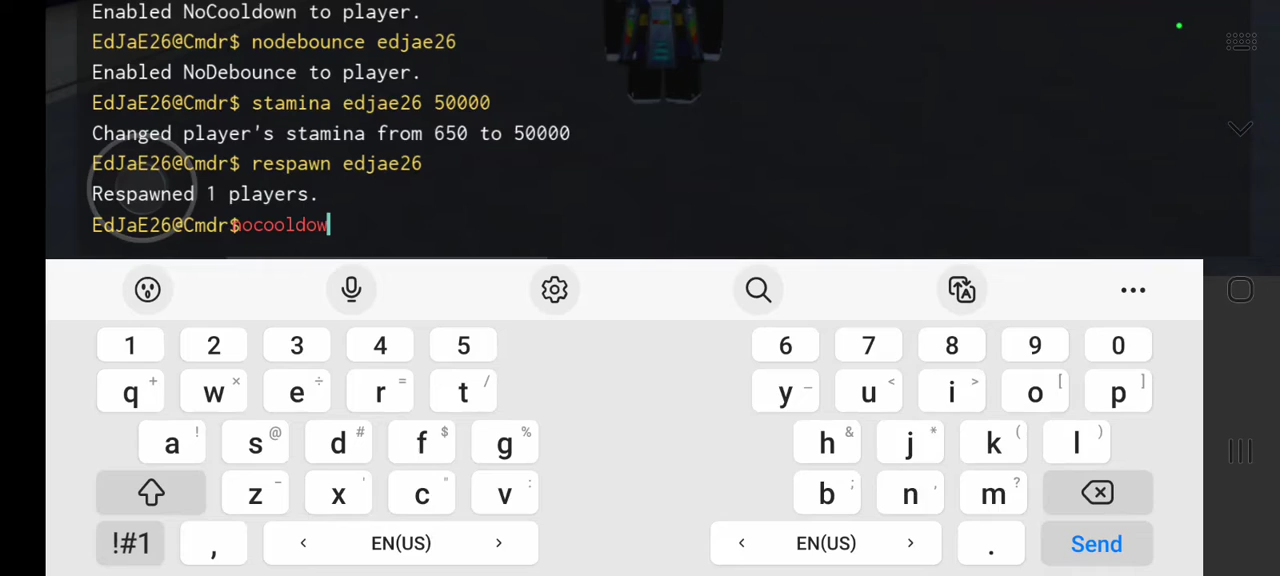 Enabled NoCooldown to player.
EdJaE26@Cmdr$ nodebounce edjae26
Enabled NoDebounce to player.
EdJaE26@Cmdr$ stamina edjae26 50000
Changed player's stamina from 650 to 50000
EdJaE26@Cmdr$ respawn edjae26
Respawned 1 players.
EdJaE26@Cmdr$ nocooldow
1 2 3 4 5 6 7 8 9 0
q + w × e ÷ r = t / y _ u < i > o [ p ]
a ! s @ d # f $ g % h & j * k ( l )
z - x ' c " v : b ; n , m ?
!#1 , < EN(US) > < EN(US) > . Send